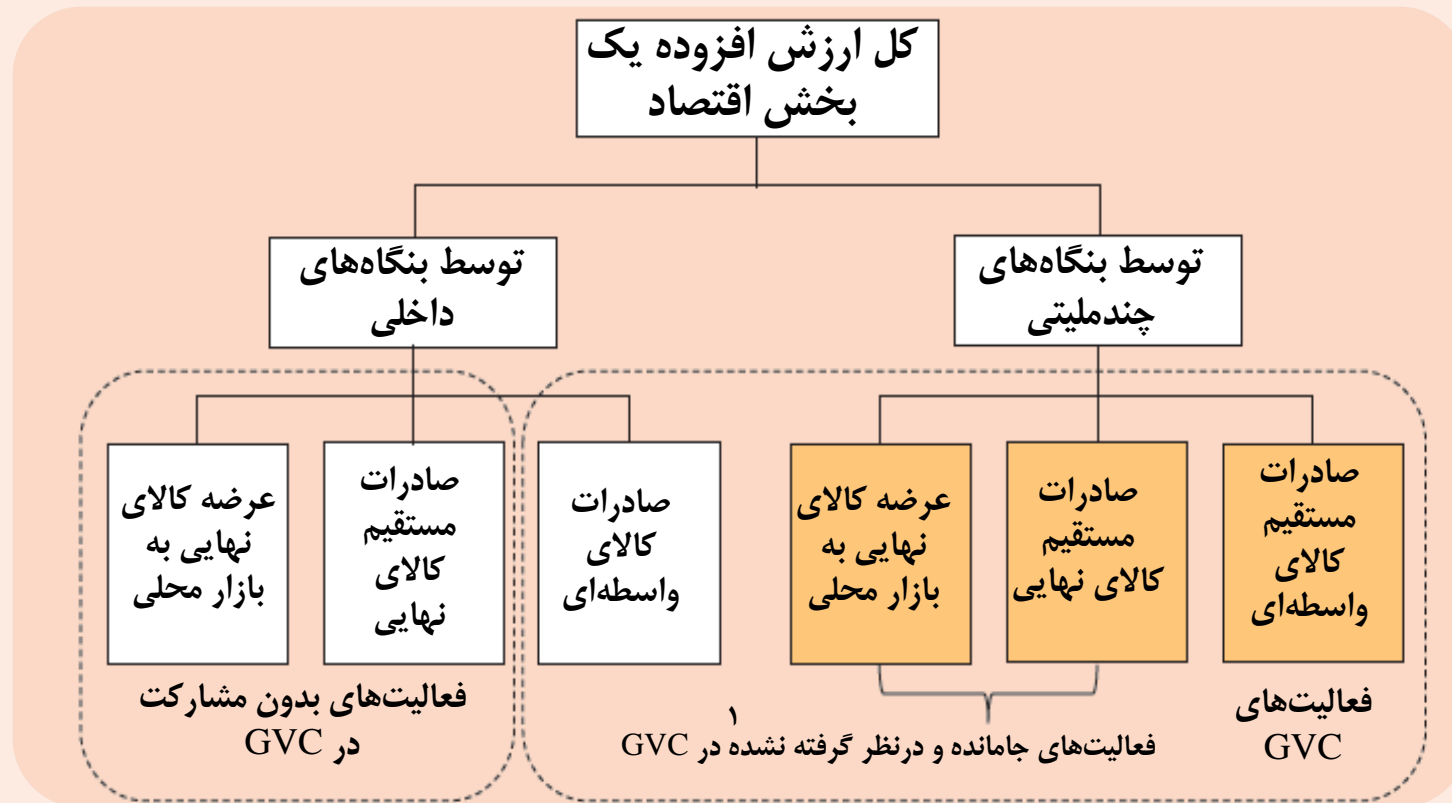 کل ارزش افزوده یک
بخش اقتصاد
توسط بنگاه‌های
چندملیتی
توسط بنگاه‌های
داخلی
صادرات
مستقیم
کالای
واسطه‌ای
صادرات
مستقیم
کالای نهایی
عرضه کالای
نهایی به
بازار محلی
صادرات
کالای
واسطه‌ای
صادرات
مستقیم
کالای
نهایی
عرضه کالای
نهایی به
بازار محلی
فعالیت‌های
GVC
فعالیت‌های جامانده و درنظر گرفته نشده در GVC ۱
فعالیت‌های بدون مشارکت
در GVC